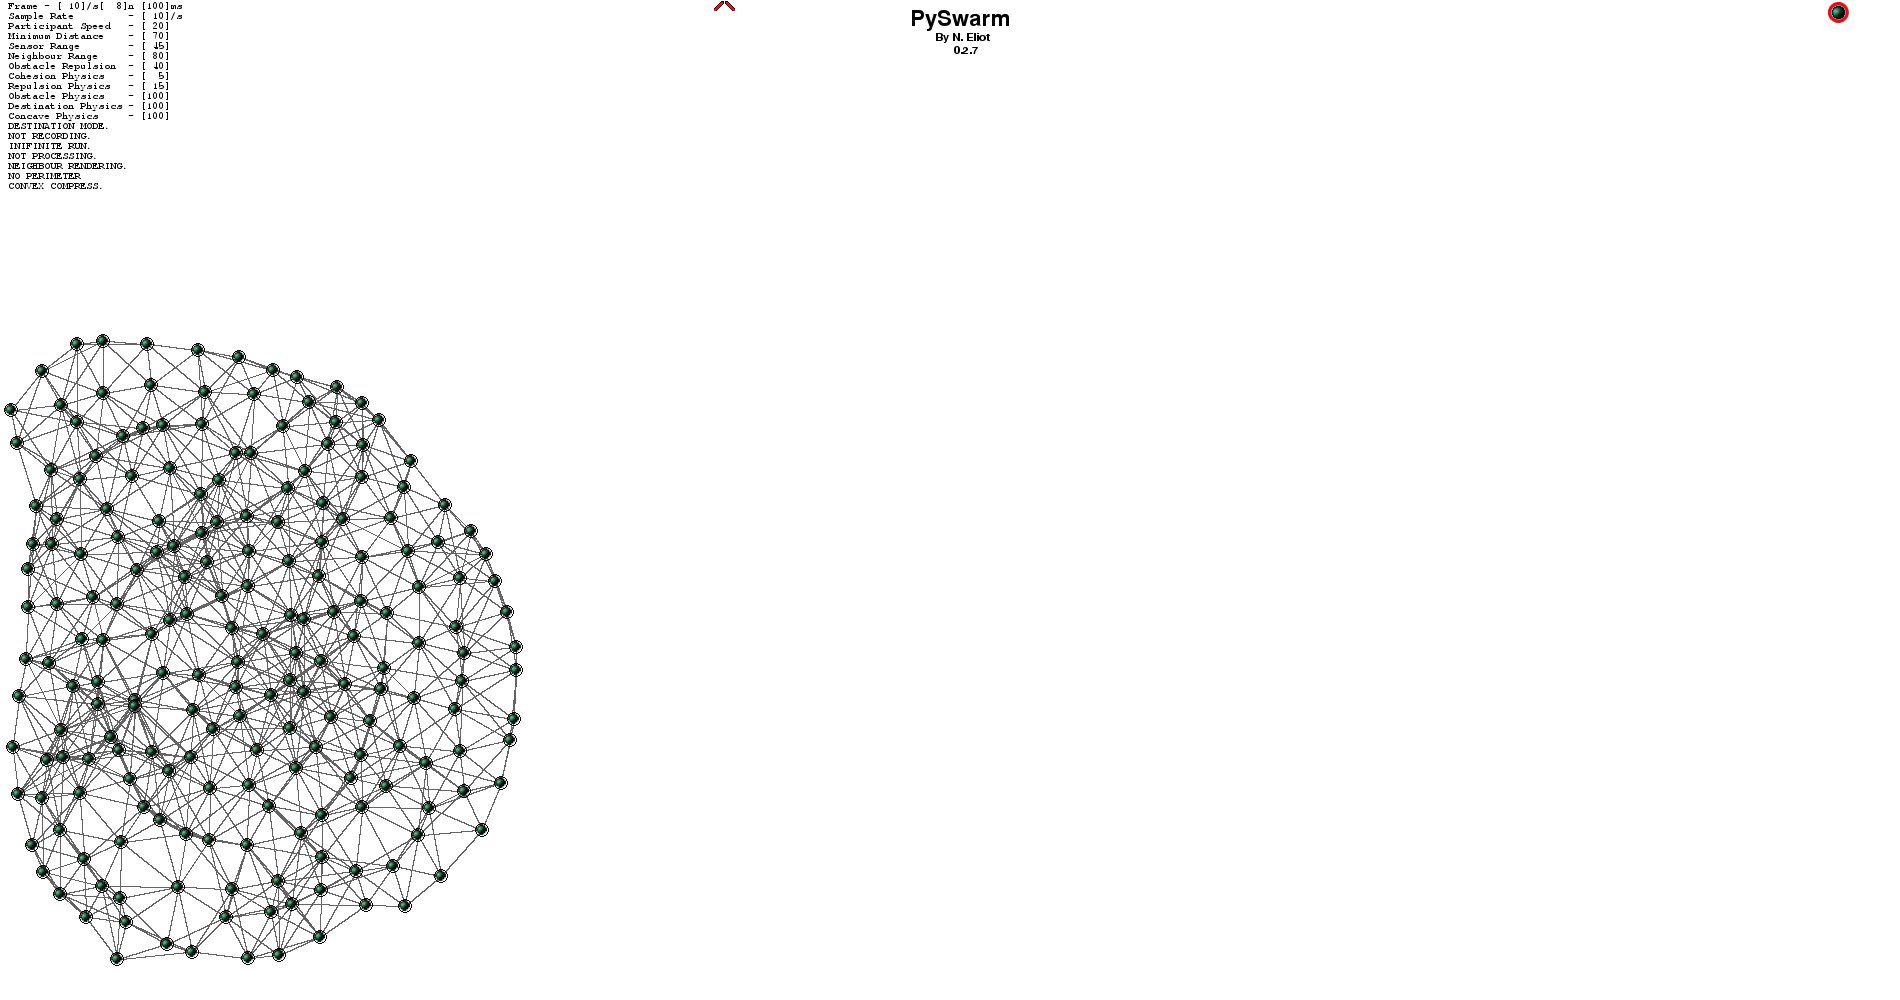 Frame - [ 10]/s[  8]n [100]ms
Sample Rate - [ 10]/s
Participant Speed - [ 20]
Minimum Distance - [ 70]
Sensor Range - [ 45]
Neighbour Range - [ 80]
Obstacle Repulsion - [ 40]
Cohesion Physics - [  5]
Repulsion Physics - [ 15]
Obstacle Physics - [100]
Destination Physics - [100]
Concave Physics - [100]
DESTINATION MODE.
NOT RECORDING.
INIFINITE RUN.
NOT PROCESSING.
NEIGHBOUR RENDERING.
NO PERIMETER
CONVEX COMPRESS.
PySwarm
By N. Eliot
0.2.7